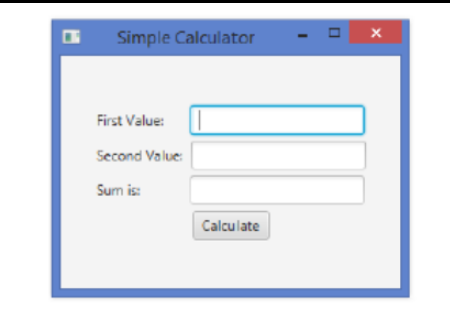 Simple Calculator
First Value:
Second Value:
Sum is:
Calculate